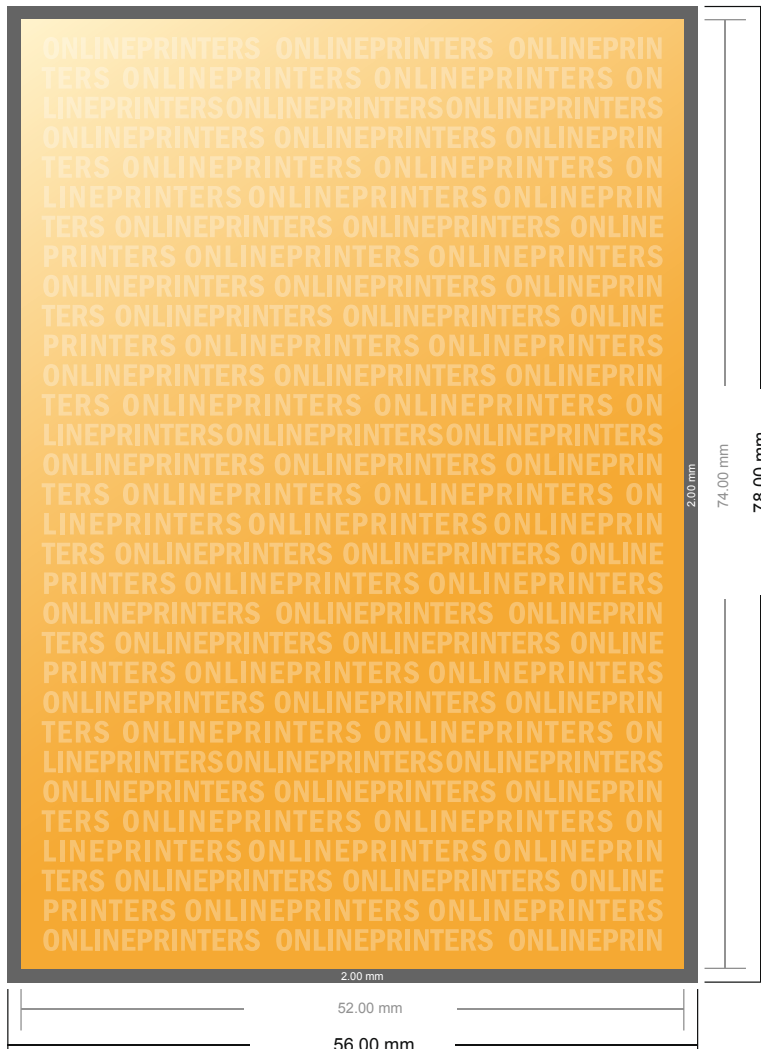 ONLINEPRINTERS ONLINEPRINTERS ONLINEPRIN
TERS ONLINEPRINTERS ONLINEPRINTERS ON
LINEPRINTERSONLINEPRINTERSONLINEPRINTERS
ONLINEPRINTERS ONLINEPRINTERS ONLINEPRIN
TERS ONLINEPRINTERS ONLINEPRINTERS ON
LINEPRINTERS ONLINEPRINTERS ONLINEPRIN
TERS ONLINEPRINTERS ONLINEPRINTERS ONLINE
PRINTERS ONLINEPRINTERS ONLINEPRINTERS
ONLINEPRINTERS ONLINEPRINTERS ONLINEPRIN
TERS ONLINEPRINTERS ONLINEPRINTERS ONLINE
PRINTERS ONLINEPRINTERS ONLINEPRINTERS
ONLINEPRINTERS ONLINEPRINTERS ONLINEPRIN
TERS ONLINEPRINTERS ONLINEPRINTERS ON
LINEPRINTERSONLINEPRINTERSONLINEPRINTERS
ONLINEPRINTERS ONLINEPRINTERS ONLINEPRIN
TERS ONLINEPRINTERS ONLINEPRINTERS ON
LINEPRINTERS ONLINEPRINTERS ONLINEPRIN
TERS ONLINEPRINTERS ONLINEPRINTERS ONLINE
PRINTERS ONLINEPRINTERS ONLINEPRINTERS
ONLINEPRINTERS ONLINEPRINTERS ONLINEPRIN
TERS ONLINEPRINTERS ONLINEPRINTERS ONLINE
PRINTERS ONLINEPRINTERS ONLINEPRINTERS
ONLINEPRINTERS ONLINEPRINTERS ONLINEPRIN
TERS ONLINEPRINTERS ONLINEPRINTERS ON
LINEPRINTERSONLINEPRINTERSONLINEPRINTERS
ONLINEPRINTERS ONLINEPRINTERS ONLINEPRIN
TERS ONLINEPRINTERS ONLINEPRINTERS ON
LINEPRINTERS ONLINEPRINTERS ONLINEPRIN
TERS ONLINEPRINTERS ONLINEPRINTERS ONLINE
PRINTERS ONLINEPRINTERS ONLINEPRINTERS
ONLINEPRINTERS ONLINEPRINTERS ONLINEPRIN
2.00 mm
74.00 mm
78.00 mm
2.00 mm
52.00 mm
56.00 mm